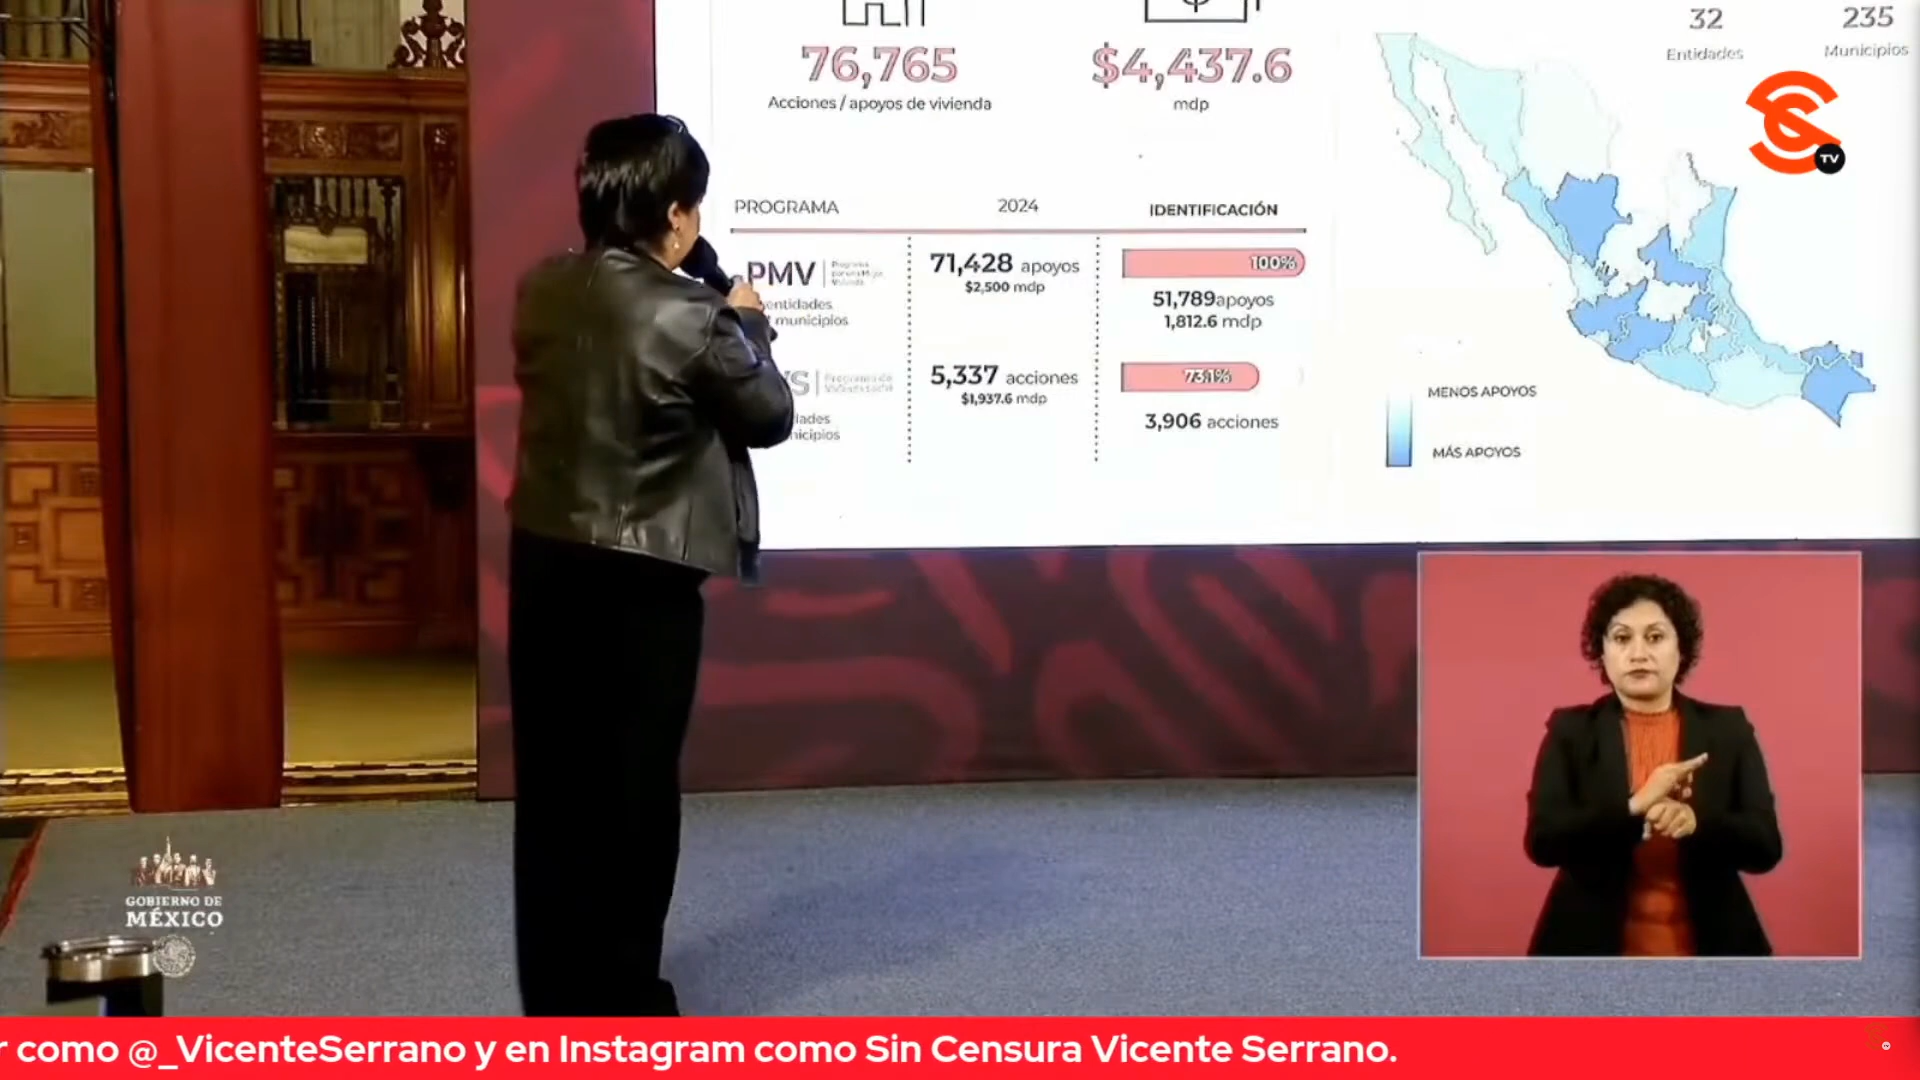 76,765
Acciones / apoyos de vivienda
$4,437.6
mdp
32
Entidades
235
Municipios
TV
PROGRAMA
2024
IDENTIFICACIÓN
PMV
entidades
municipios
71,428 apoyos
$2,500 mdp
100%
51,789apoyos
1,812.6 mdp
5,337 acciones
$1,937.6 mdp
73.1%
3,906 acciones
MENOS APOYOS
MÁS APOYOS
GOBIERNO DE
MÉXICO
como @_VicenteSerrano y en Instagram como Sin Censura Vicente Serrano.